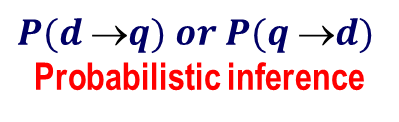 P(d →q) or P(q →d)
Probabilistic inference